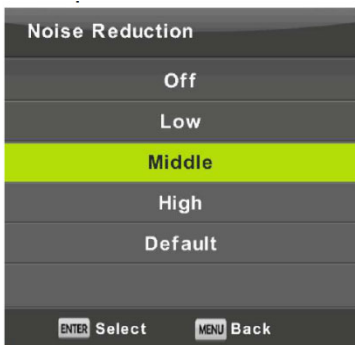 Noise Reduction
Off
Low
Middle
High
Default
ENTER Select MENU Back